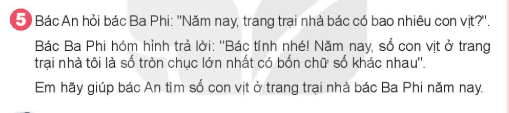 5 Bác An hỏi bác Ba Phi: "Năm nay, trang trại nhà bác có bao nhiêu con vịt?".
Bác Ba Phi hóm hỉnh trả lời: "Bác tính nhé! Năm nay, số con vịt ở trang
trại nhà tôi là số tròn chục lớn nhất có bốn chữ số khác nhau".
Em hãy giúp bác An tìm số con vịt ở trang trại nhà bác Ba Phi năm nay.